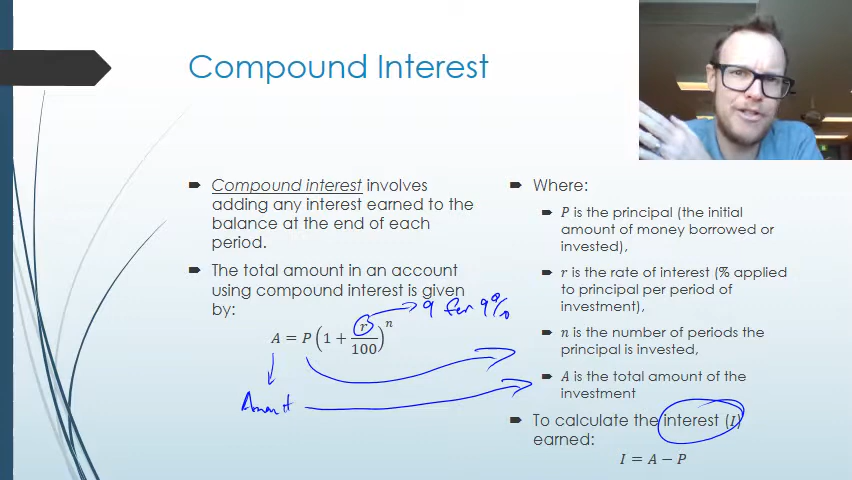 Compound Interest
Compound interest involves
adding any interest earned to the
balance at the end of each
period.
The total amount in an account
using compound interest is given
by:
9 for 9%
A = P(1 + r/100)^n
Amount
Where:
P is the principal (the initial
amount of money borrowed or
invested),
r is the rate of interest (% applied
to principal per period of
investment),
n is the number of periods the
principal is invested,
A is the total amount of the
investment
To calculate the interest (I)
earned:
I = A − P